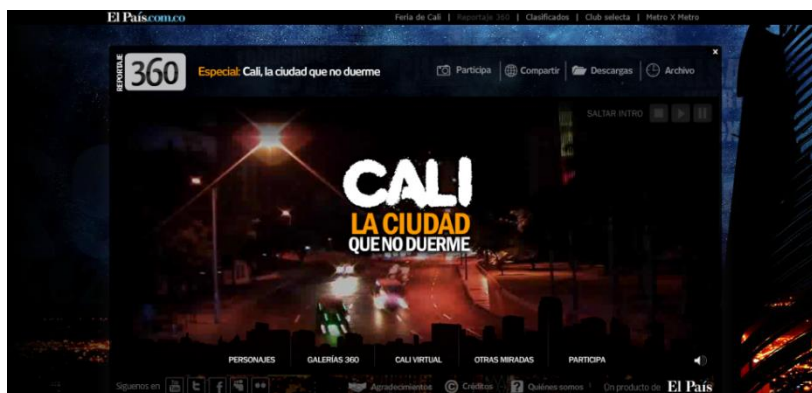 El País.com.co
Feria de Cali | Reportaje 360 | Clasificados | Club selecta | Metro X Metro
REPORTAJE
360
Especial: Cali, la ciudad que no duerme
Participa | Compartir | Descargas | Archivo
x
SALTAR INTRO
CALI
LA CIUDAD
QUE NO DUERME
PERSONAJES | GALERÍAS 360 | CALI VIRTUAL | OTRAS MIRADAS | PARTICIPA
Síguenos en
Agradecimientos © Créditos ? Quiénes somos
Un producto de El País